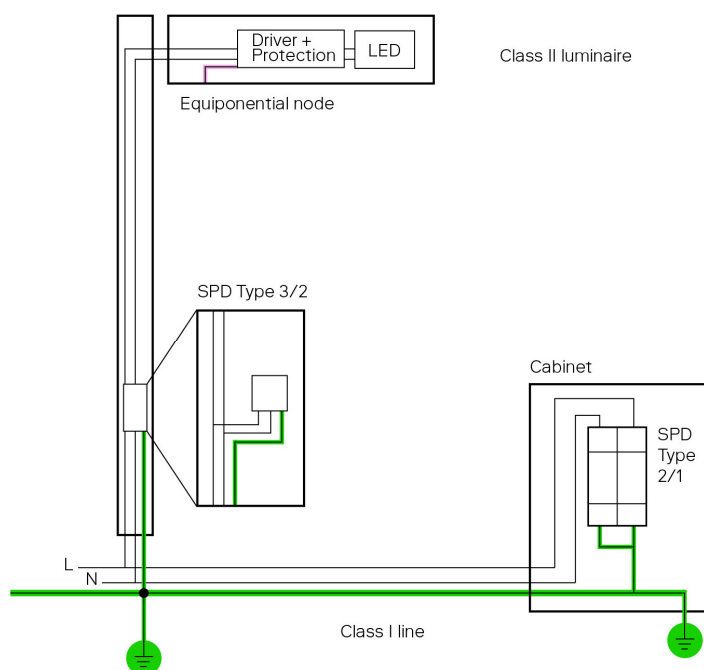 Driver +
Protection
LED
Class II luminaire
Equiponential node
SPD Type 3/2
Cabinet
SPD
Type
2/1
L
N
Class I line